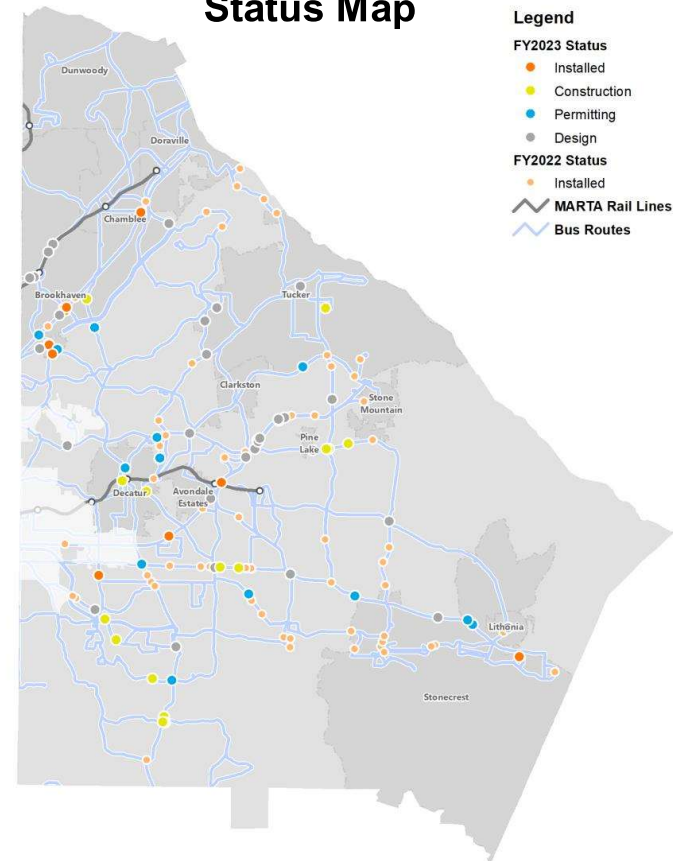 Status Map
Legend
FY2023 Status
Installed
Construction
Permitting
Design
FY2022 Status
Installed
MARTA Rail Lines
Bus Routes
Dunwoody
Doraville
Chamblee
Brookhaven
Tucker
Clarkston
Stone
Mountain
Pine
Lake
Decatur
Avondale
Estates
Lithonia
Stonecrest